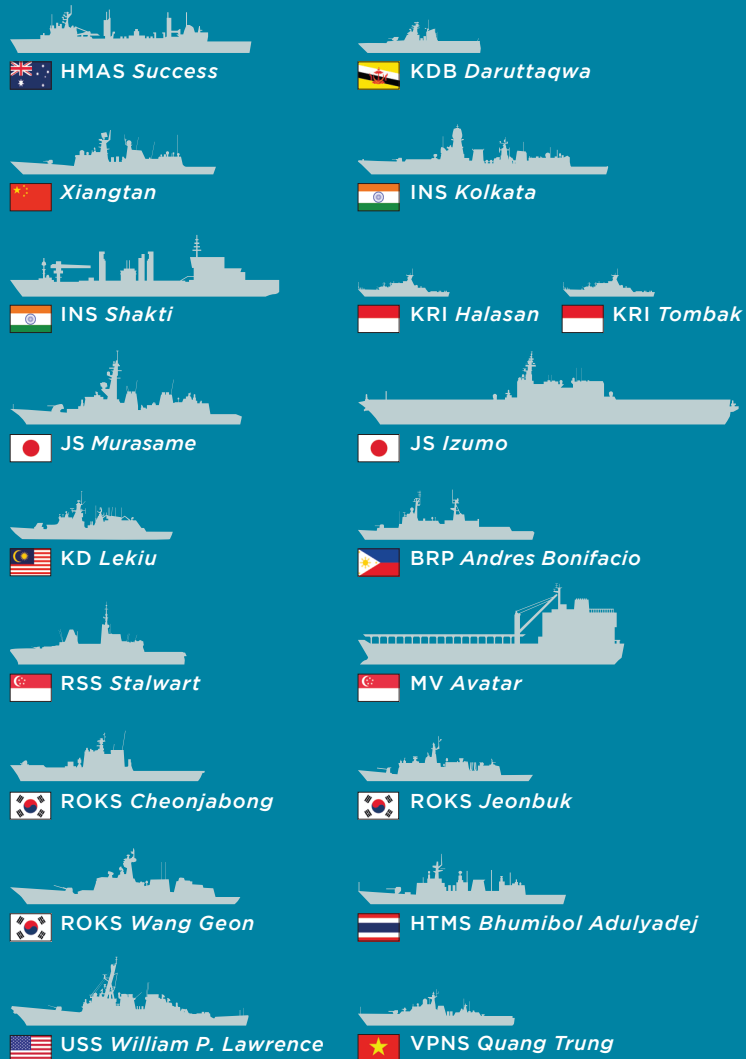 HMAS Success
KDB Daruttaqwa
Xiangtan
INS Kolkata
INS Shakti
KRI Halasan
KRI Tombak
JS Murasame
JS Izumo
KD Lekiu
BRP Andres Bonifacio
RSS Stalwart
MV Avatar
ROKS Cheonjabong
ROKS Jeonbuk
ROKS Wang Geon
HTMS Bhumibol Adulyadej
USS William P. Lawrence
VPNS Quang Trung